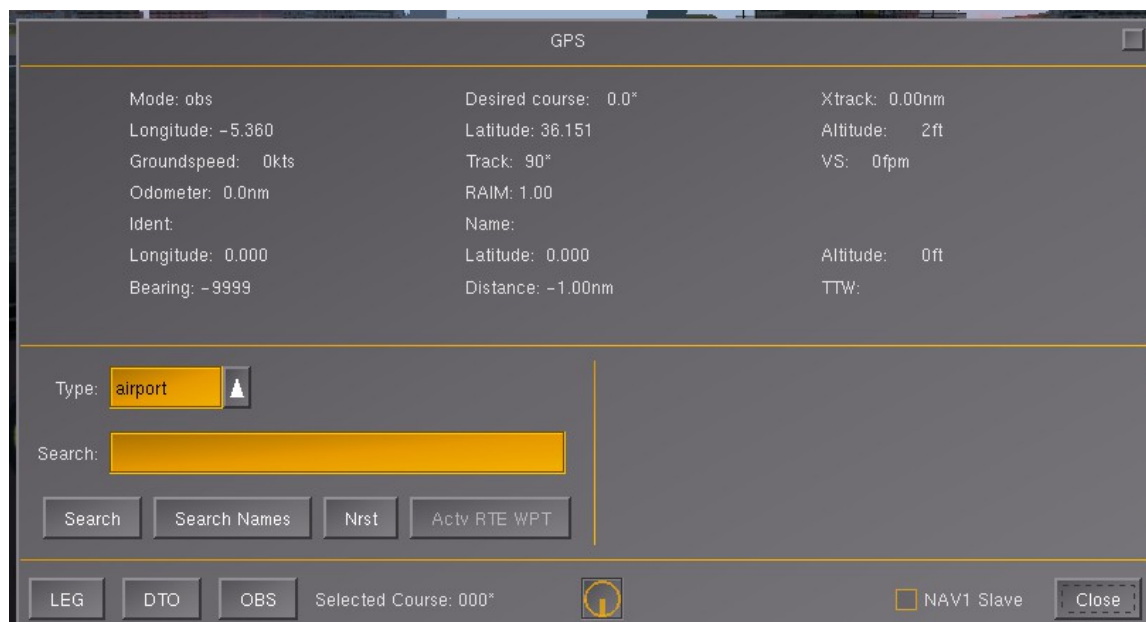 GPS
Mode: obs Desired course: 0.0* Xtrack: 0.00nm
Longitude: -5.360 Latitude: 36.151 Altitude: 2ft
Groundspeed: 0kts Track: 90* VS: 0fpm
Odometer: 0.0nm RAIM: 1.00
Ident: Name:
Longitude: 0.000 Latitude: 0.000 Altitude: 0ft
Bearing: -9999 Distance: -1.00nm TTW:
Type: airport
Search:
Search Search Names Nrst Actv RTE WPT
LEG DTO OBS Selected Course: 000* NAV1 Slave Close